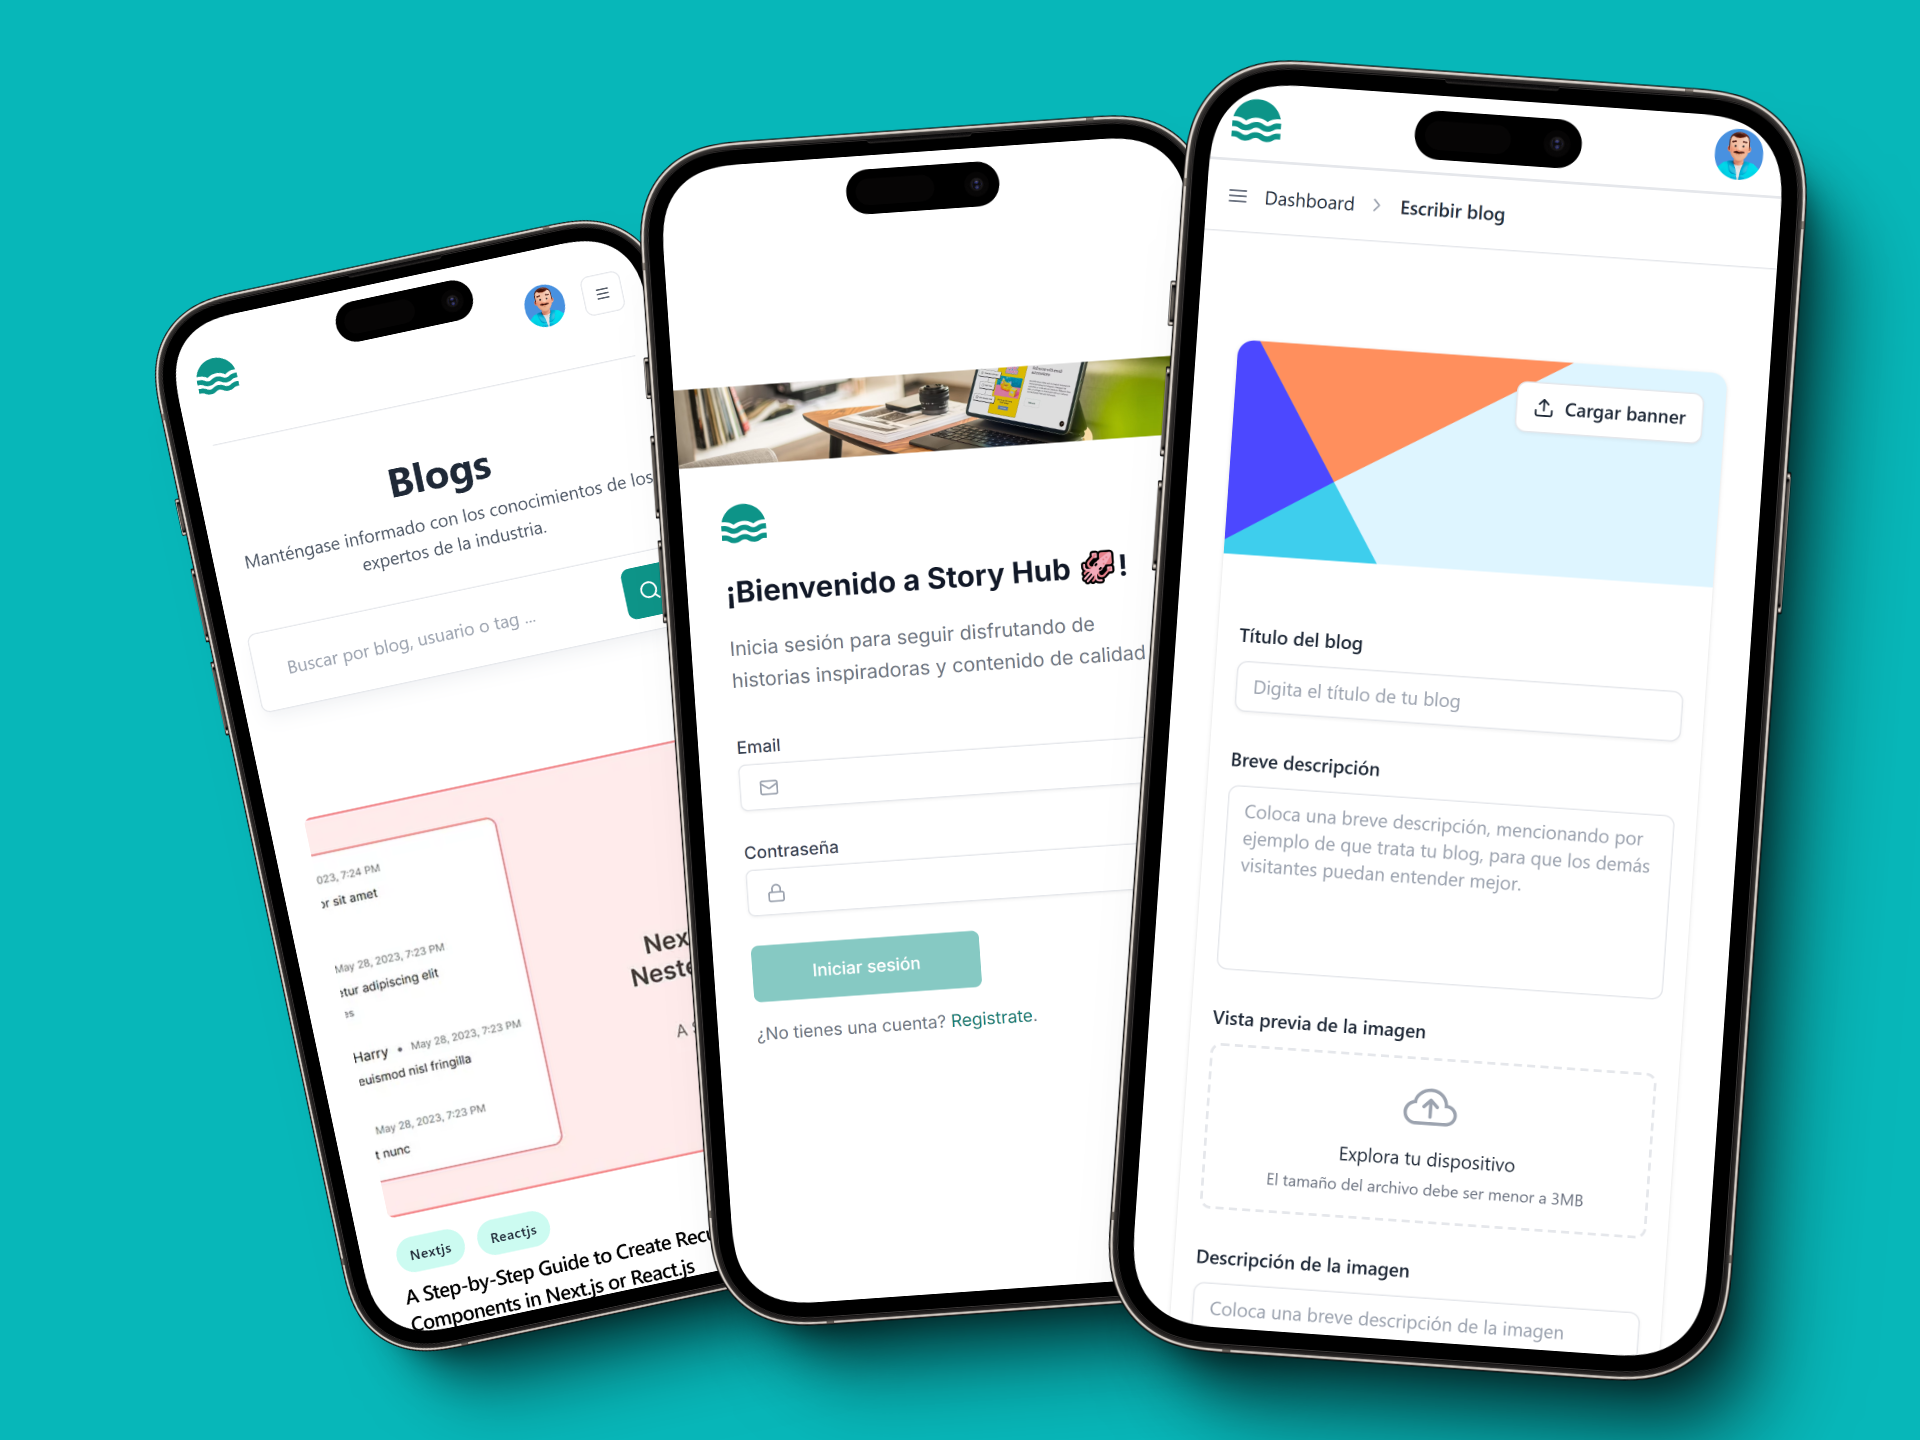 Blogs
Manténgase informado con los conocimientos de los
expertos de la industria.
Buscar por blog, usuario o tag ...
023, 7:24 PM
or sit amet
May 28, 2023, 7:23 PM
tur adipiscing elit
es
Harry • May 28, 2023, 7:23 PM
euismod nisl fringilla
May 28, 2023, 7:23 PM
t nunc
Nex
Neste
A
Nextjs
Reactjs
A Step-by-Step Guide to Create Recu
Components in Next.js or React.js
¡Bienvenido a Story Hub 🦑!
Inicia sesión para seguir disfrutando de
historias inspiradoras y contenido de calidad
Email
Contraseña
Iniciar sesión
¿No tienes una cuenta? Registrate.
Dashboard > Escribir blog
Cargar banner
Título del blog
Digita el título de tu blog
Breve descripción
Coloca una breve descripción, mencionando por
ejemplo de que trata tu blog, para que los demás
visitantes puedan entender mejor.
Vista previa de la imagen
Explora tu dispositivo
El tamaño del archivo debe ser menor a 3MB
Descripción de la imagen
Coloca una breve descripción de la imagen